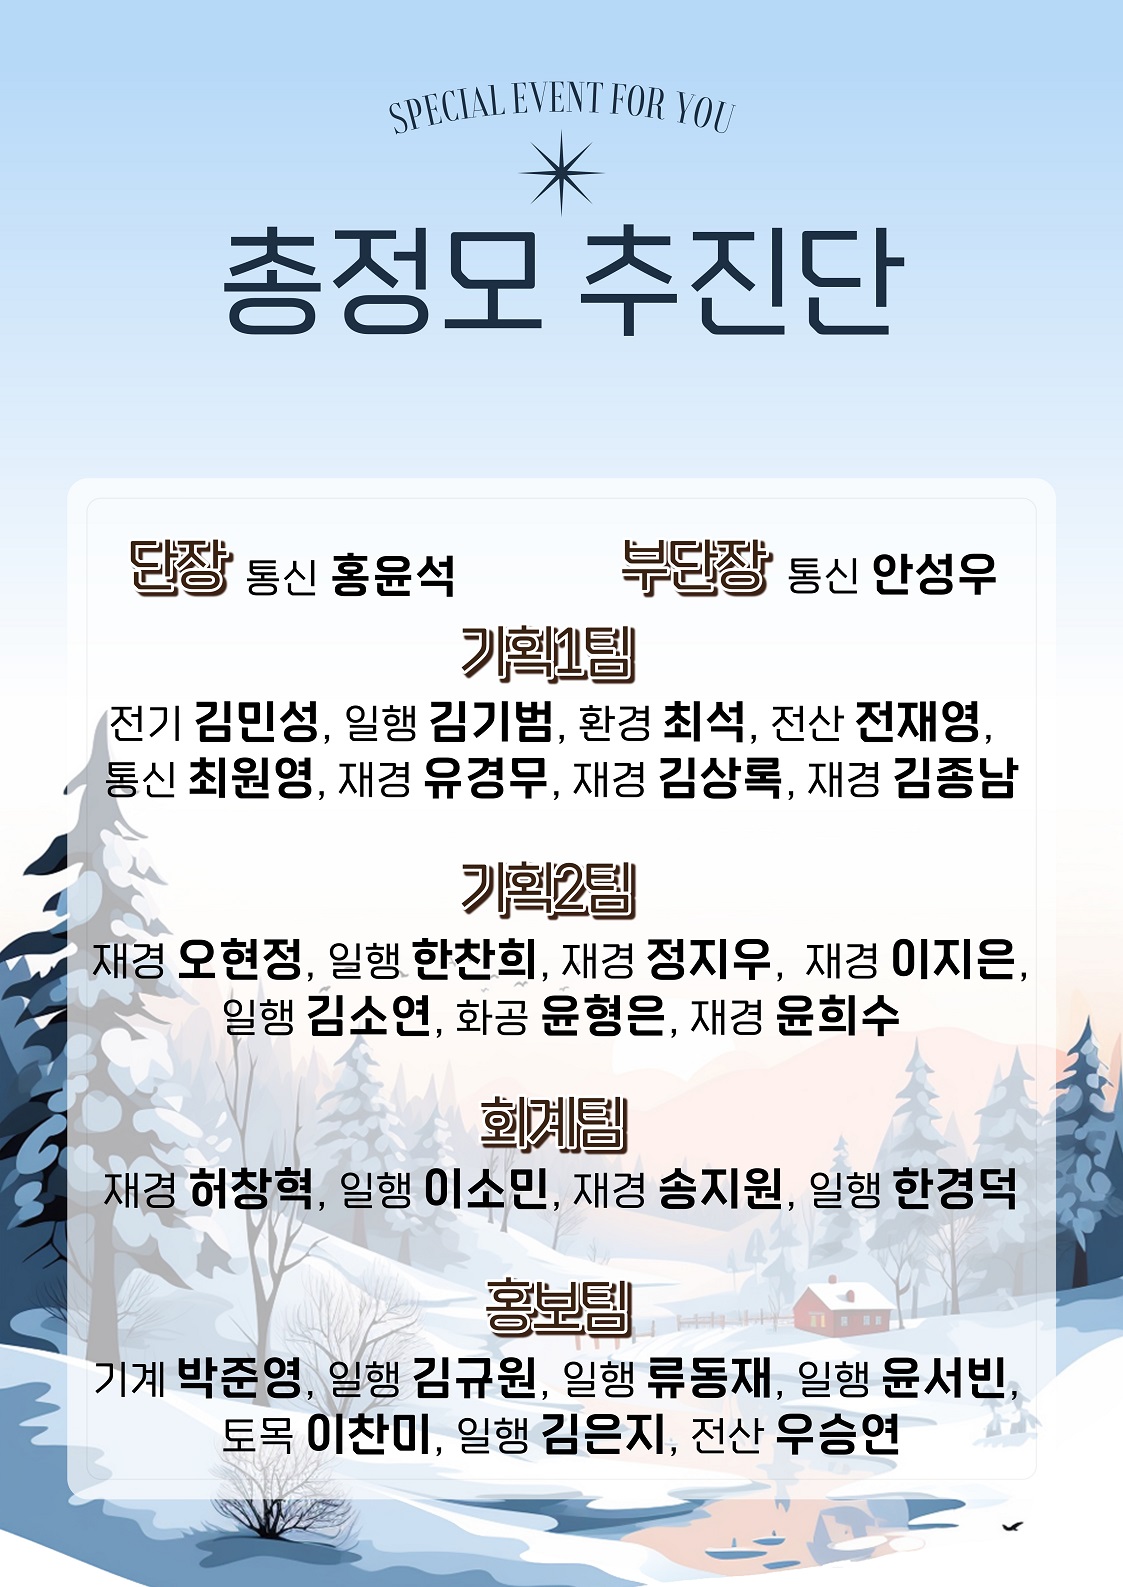 SPECIAL EVENT FOR YOU
총정모 추진단
단장 통신 홍윤석 부단장 통신 안성우
기획1팀
전기 김민성, 일행 김기범, 환경 최석, 전산 전재영,
통신 최원영, 재경 유경무, 재경 김상록, 재경 김종남
기획2팀
재경 오현정, 일행 한찬희, 재경 정지우, 재경 이지은,
일행 김소연, 화공 윤형은, 재경 윤희수
회계팀
재경 허창혁, 일행 이소민, 재경 송지원, 일행 한경덕
홍보팀
기계 박준영, 일행 김규원, 일행 류동재, 일행 윤서빈,
토목 이찬미, 일행 김은지, 전산 우승연